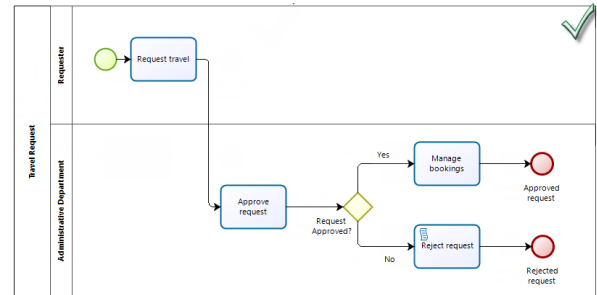 Travel Request
Requester
Request travel
Administrative Department
Approve
request
Request
Approved?
Yes
Manage
bookings
Approved
request
No
Reject request
Rejected
request